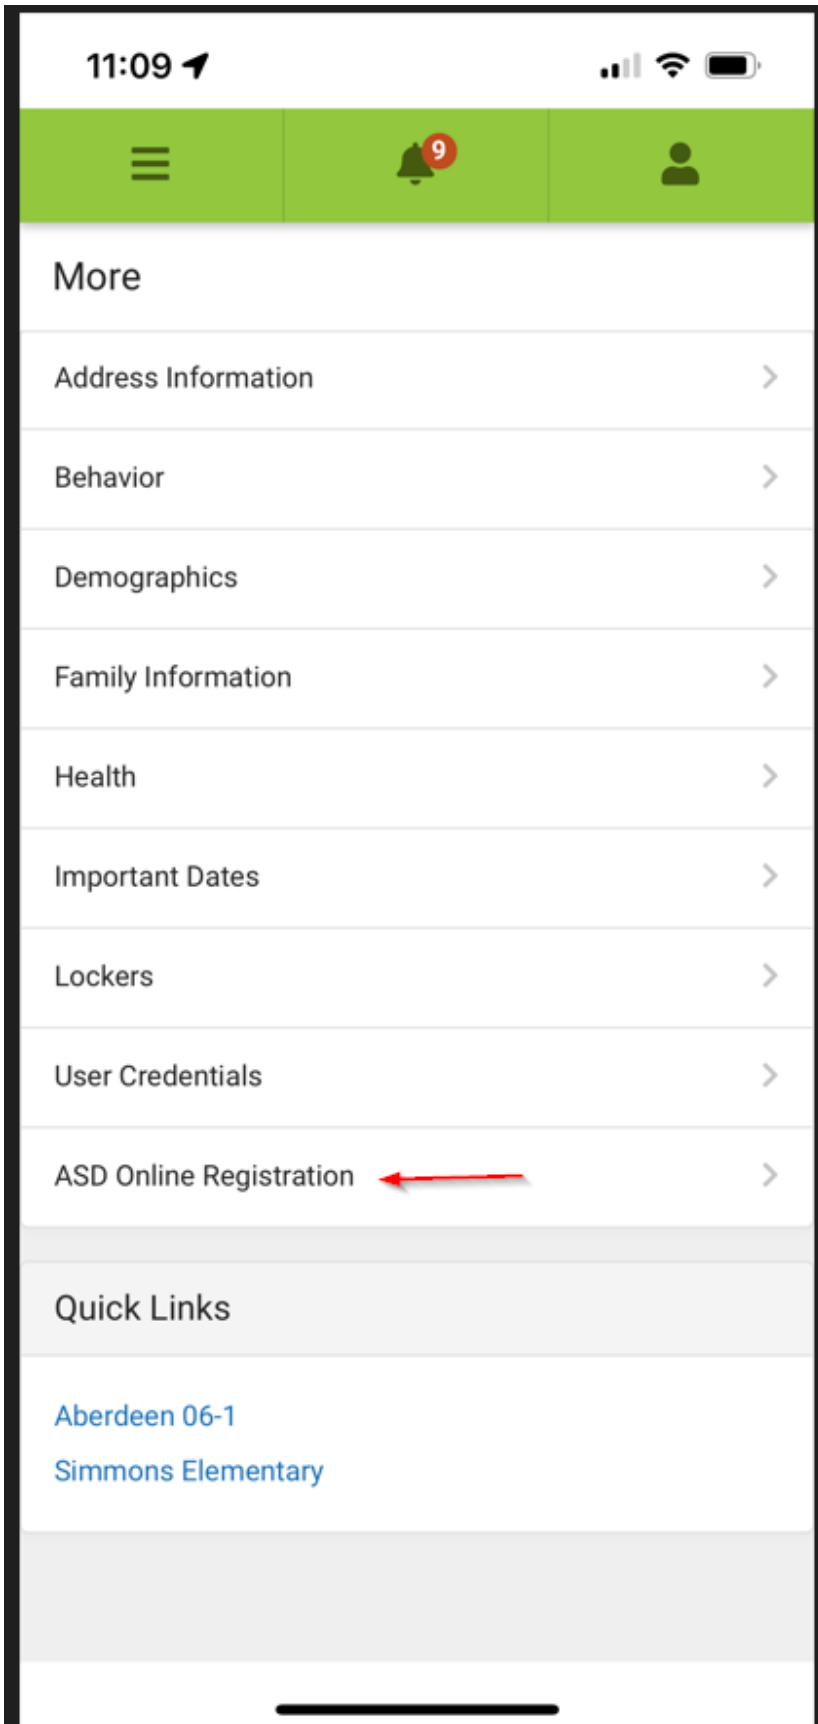 11:09
9
More
Address Information
Behavior
Demographics
Family Information
Health
Important Dates
Lockers
User Credentials
ASD Online Registration
Quick Links
Aberdeen 06-1
Simmons Elementary